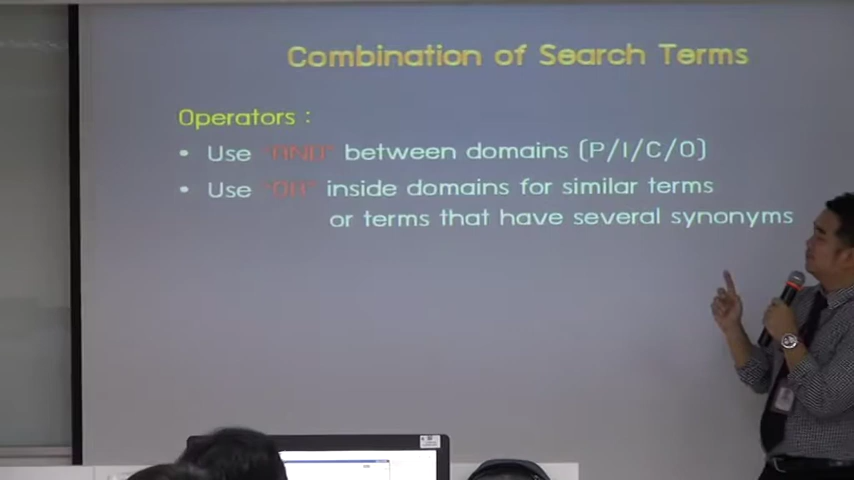 Combination of Search Terms
Operators :
• Use "AND" between domains (P/I/C/O)
• Use "OR" inside domains for similar terms
or terms that have several synonyms